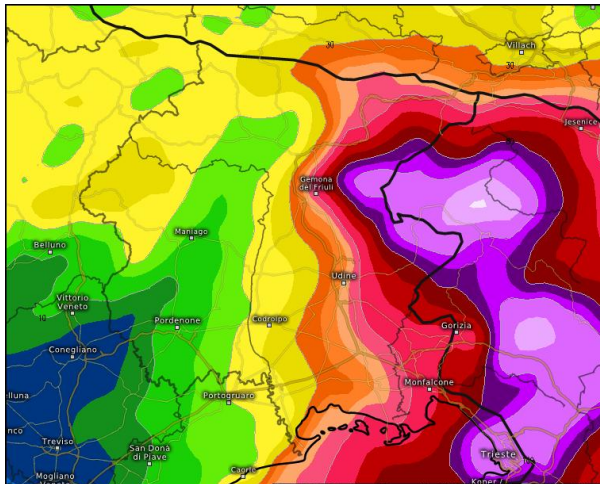 Villach
Jesenice
Gemona
del Friuli
Maniago
Belluno
Udine
Vittorio
Veneto
Pordenone
Codroipo
Gorizia
Conegliano
Monfalcone
Portogruaro
Treviso
San Donà
di Piave
Trieste
Caorle
Mogliano
Koper /